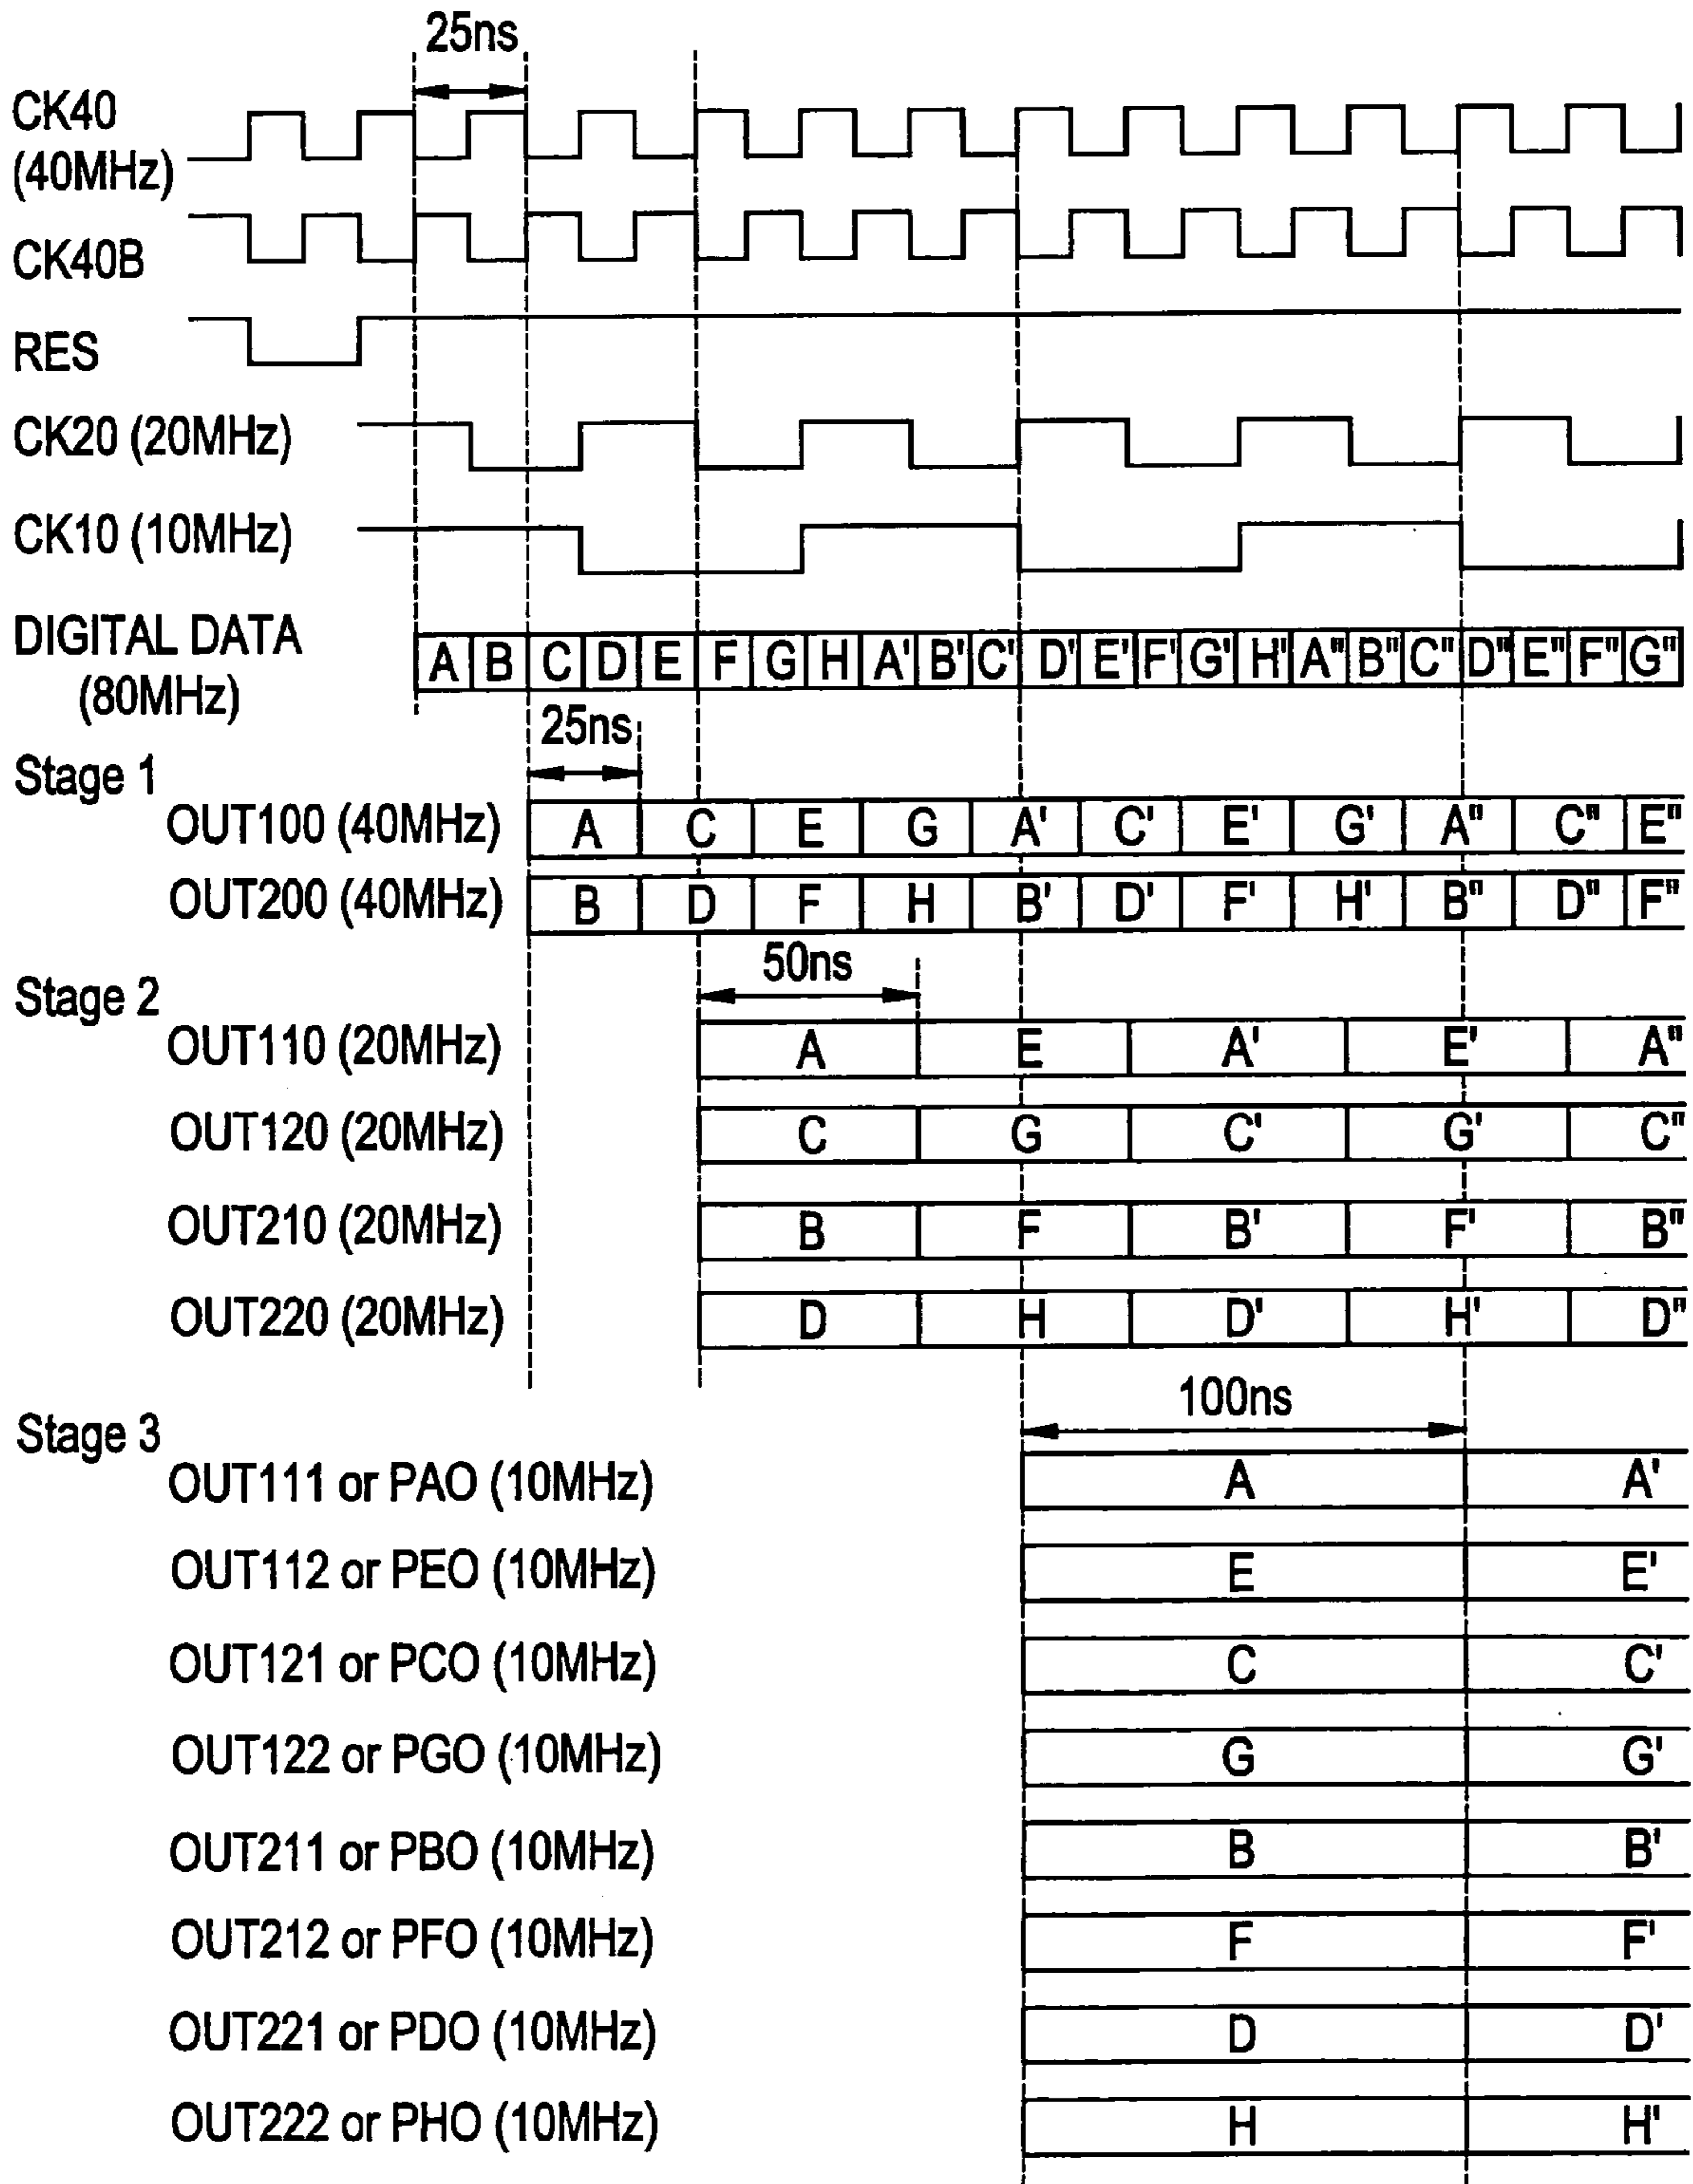 25ns
CK40
(40MHz)
CK40B
RES
CK20 (20MHz)
CK10 (10MHz)
DIGITAL DATA
(80MHz)
A B C D E F G H A' B' C' D' E' F' G' H' A" B" C" D" E" F" G"
25ns
Stage 1
OUT100 (40MHz) A C E G A' C' E' G' A" C" E"
OUT200 (40MHz) B D F H B' D' F' H' B" D" F"
50ns
Stage 2
OUT110 (20MHz) A E A' E' A"
OUT120 (20MHz) C G C' G' C"
OUT210 (20MHz) B F B' F' B"
OUT220 (20MHz) D H D' H' D"
100ns
Stage 3
OUT111 or PAO (10MHz) A A'
OUT112 or PEO (10MHz) E E'
OUT121 or PCO (10MHz) C C'
OUT122 or PGO (10MHz) G G'
OUT211 or PBO (10MHz) B B'
OUT212 or PFO (10MHz) F F'
OUT221 or PDO (10MHz) D D'
OUT222 or PHO (10MHz) H H'